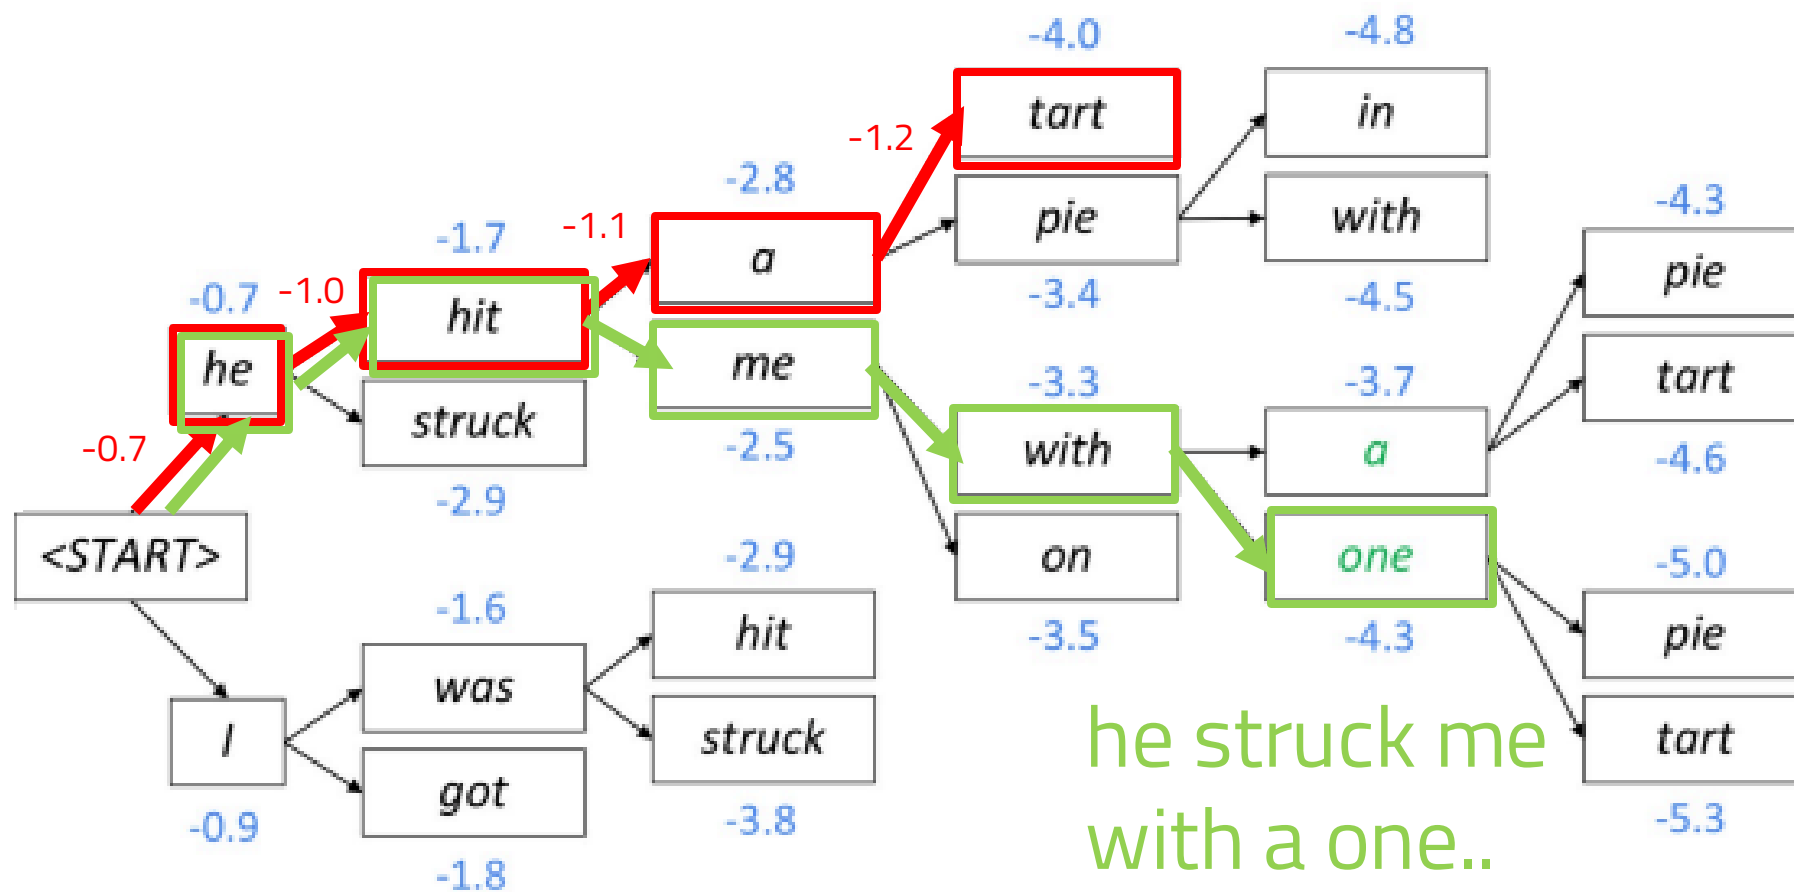 -4.0
-4.8
tart
in
-1.2
-2.8
pie
with
-4.3
-1.7
-1.1
a
-3.4
-4.5
pie
-0.7
-1.0
hit
me
-3.3
-3.7
tart
he
struck
-2.5
with
a
-4.6
-0.7
-2.9
<START>
-2.9
on
one
-5.0
-1.6
hit
-3.5
-4.3
pie
was
I
struck
tart
got
-0.9
-3.8
-5.3
-1.8
he struck me
with a one..